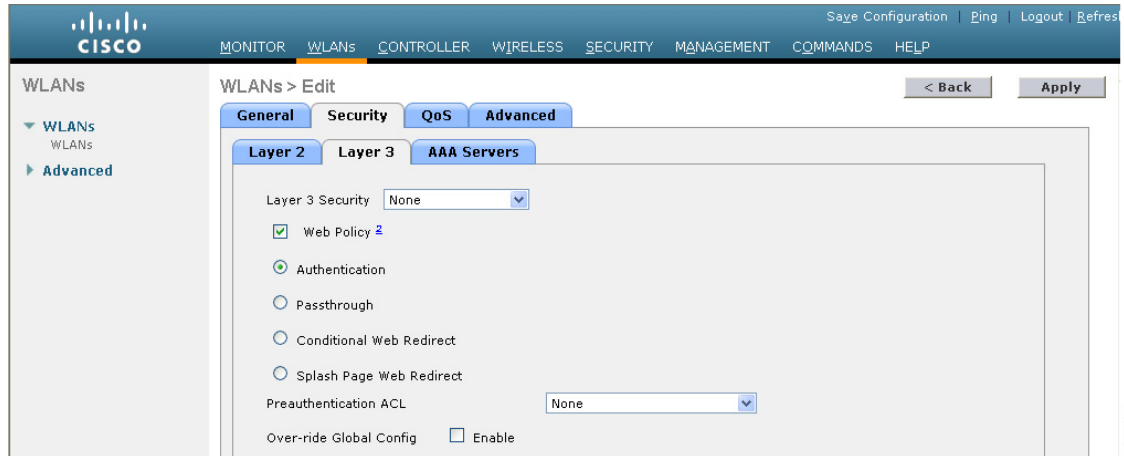 Save Configuration | Ping | Logout | Refres
CISCO MONITOR WLANs CONTROLLER WIRELESS SECURITY MANAGEMENT COMMANDS HELP
WLANs
WLANs
WLANs
Advanced
WLANs > Edit
< Back Apply
General Security QoS Advanced
Layer 2 Layer 3 AAA Servers
Layer 3 Security None
Web Policy 2
Authentication
Passthrough
Conditional Web Redirect
Splash Page Web Redirect
Preauthentication ACL None
Over-ride Global Config Enable